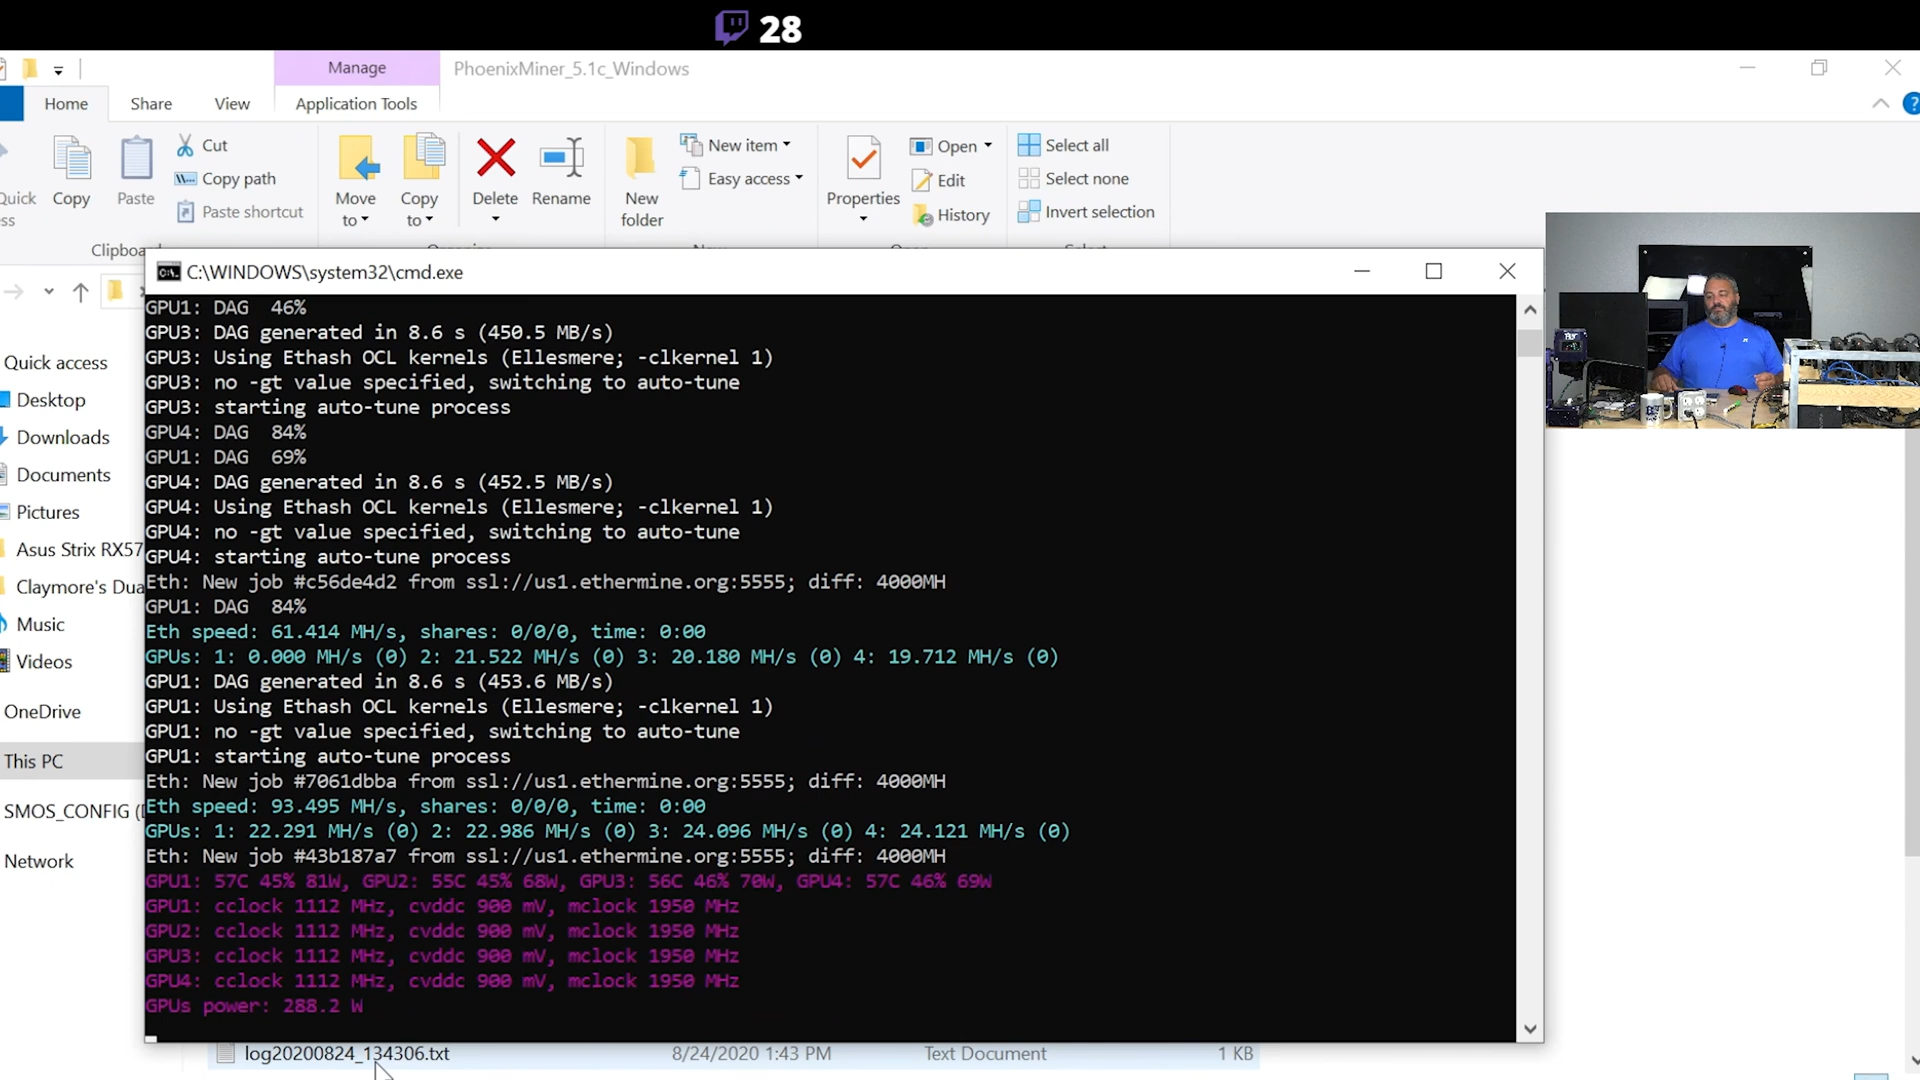 28
Manage
PhoenixMiner_5.1c_Windows
Home
Share
View
Application Tools
Copy
Paste
Cut
Copy path
Paste shortcut
Move to
Copy to
Delete
Rename
New folder
New item
Easy access
Properties
Open
Edit
History
Select all
Select none
Invert selection
Quick access
Desktop
Downloads
Documents
Pictures
Asus Strix RX57
Claymore's Dua
Music
Videos
OneDrive
This PC
SMOS_CONFIG (
Network
C:\WINDOWS\system32\cmd.exe
GPU1: DAG  46%
GPU3: DAG generated in 8.6 s (450.5 MB/s)
GPU3: Using Ethash OCL kernels (Ellesmere; -clkernel 1)
GPU3: no -gt value specified, switching to auto-tune
GPU3: starting auto-tune process
GPU4: DAG  84%
GPU1: DAG  69%
GPU4: DAG generated in 8.6 s (452.5 MB/s)
GPU4: Using Ethash OCL kernels (Ellesmere; -clkernel 1)
GPU4: no -gt value specified, switching to auto-tune
GPU4: starting auto-tune process
Eth: New job #c56de4d2 from ssl://us1.ethermine.org:5555; diff: 4000MH
GPU1: DAG  84%
Eth speed: 61.414 MH/s, shares: 0/0/0, time: 0:00
GPUs: 1: 0.000 MH/s (0) 2: 21.522 MH/s (0) 3: 20.180 MH/s (0) 4: 19.712 MH/s (0)
GPU1: DAG generated in 8.6 s (453.6 MB/s)
GPU1: Using Ethash OCL kernels (Ellesmere; -clkernel 1)
GPU1: no -gt value specified, switching to auto-tune
GPU1: starting auto-tune process
Eth: New job #7061dbba from ssl://us1.ethermine.org:5555; diff: 4000MH
Eth speed: 93.495 MH/s, shares: 0/0/0, time: 0:00
GPUs: 1: 22.291 MH/s (0) 2: 22.986 MH/s (0) 3: 24.096 MH/s (0) 4: 24.121 MH/s (0)
Eth: New job #43b187a7 from ssl://us1.ethermine.org:5555; diff: 4000MH
GPU1: 57C 45% 81W, GPU2: 55C 45% 68W, GPU3: 56C 46% 70W, GPU4: 57C 46% 69W
GPU1: cclock 1112 MHz, cvddc 900 mV, mclock 1950 MHz
GPU2: cclock 1112 MHz, cvddc 900 mV, mclock 1950 MHz
GPU3: cclock 1112 MHz, cvddc 900 mV, mclock 1950 MHz
GPU4: cclock 1112 MHz, cvddc 900 mV, mclock 1950 MHz
GPUs power: 288.2 W
log20200824_134306.txt
8/24/2020 1:43 PM
Text Document
1 KB